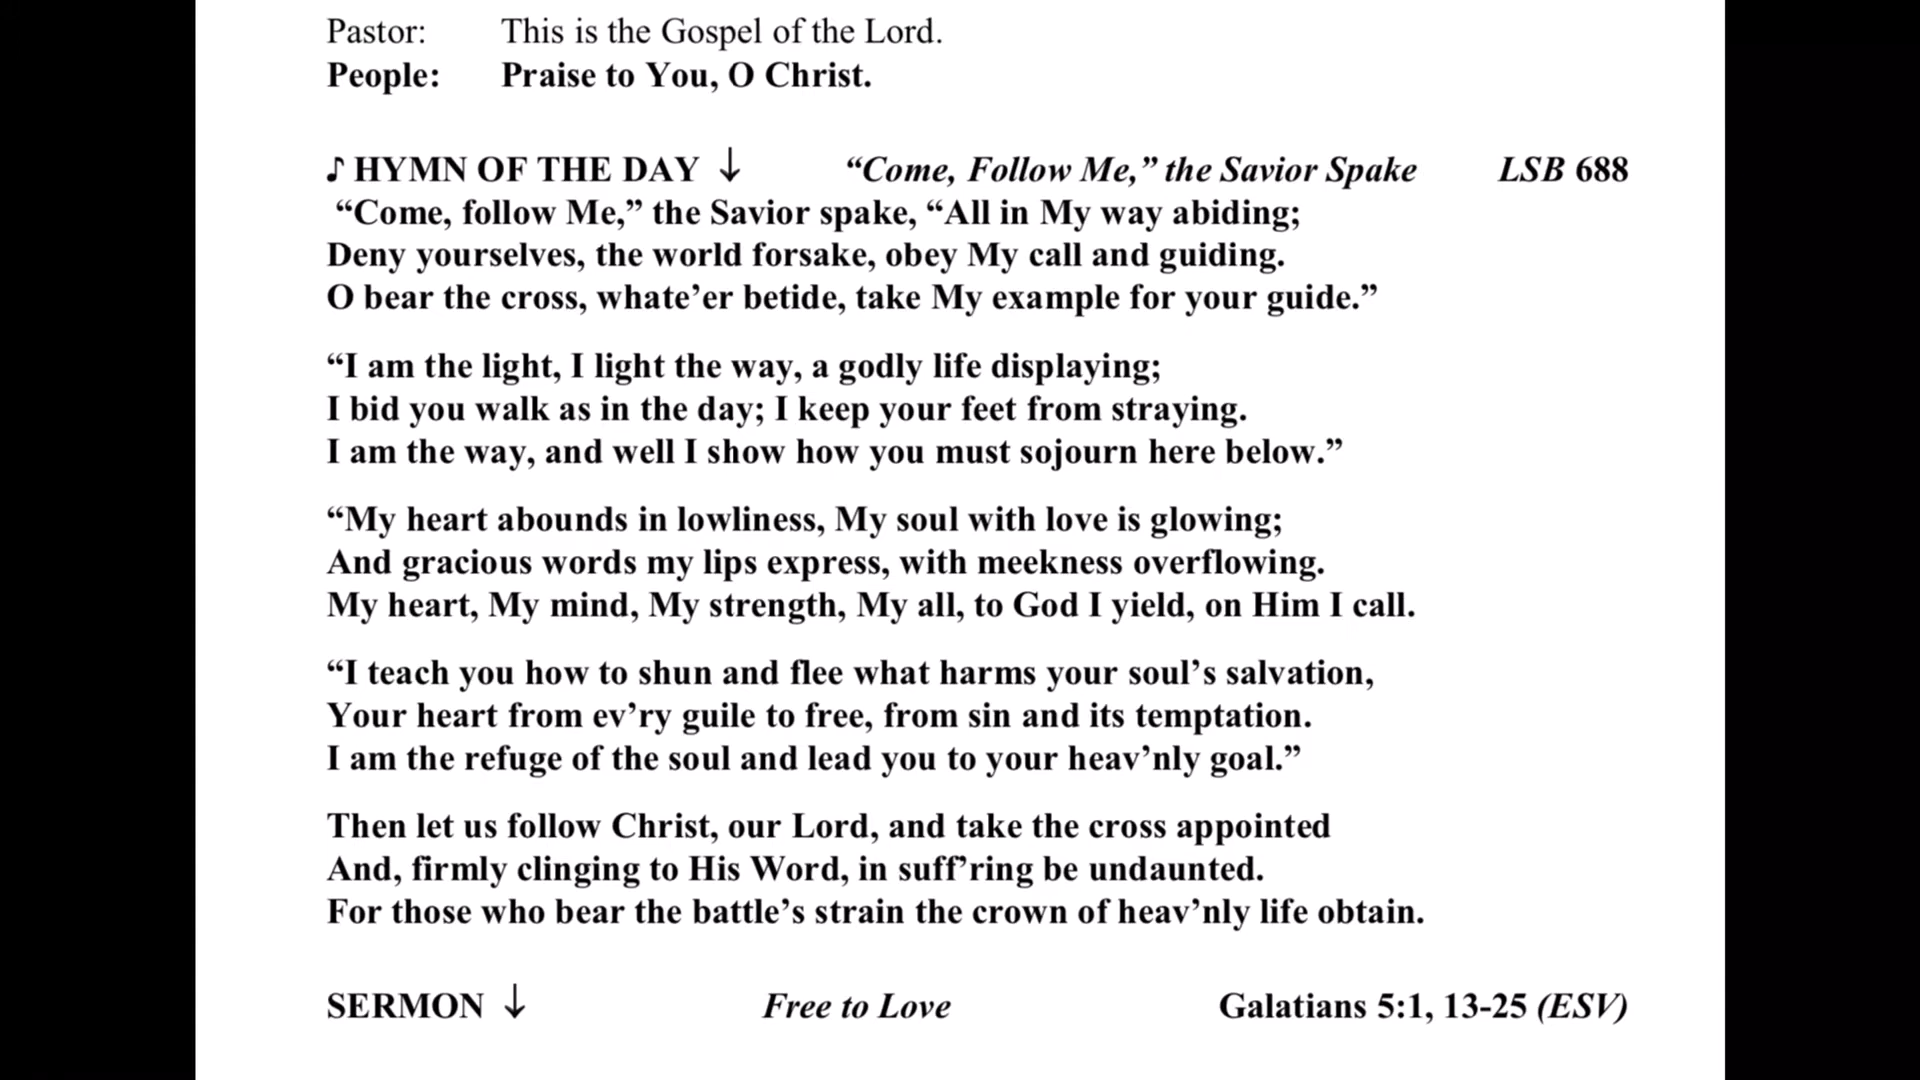 Pastor: This is the Gospel of the Lord.
People: Praise to You, O Christ.
♪ HYMN OF THE DAY ↓ “Come, Follow Me,” the Savior Spake LSB 688
“Come, follow Me,” the Savior spake, “All in My way abiding;
Deny yourselves, the world forsake, obey My call and guiding.
O bear the cross, whate’er betide, take My example for your guide.”
“I am the light, I light the way, a godly life displaying;
I bid you walk as in the day; I keep your feet from straying.
I am the way, and well I show how you must sojourn here below.”
“My heart abounds in lowliness, My soul with love is glowing;
And gracious words my lips express, with meekness overflowing.
My heart, My mind, My strength, My all, to God I yield, on Him I call.
“I teach you how to shun and flee what harms your soul’s salvation,
Your heart from ev’ry guile to free, from sin and its temptation.
I am the refuge of the soul and lead you to your heav’nly goal.”
Then let us follow Christ, our Lord, and take the cross appointed
And, firmly clinging to His Word, in suff’ring be undaunted.
For those who bear the battle’s strain the crown of heav’nly life obtain.
SERMON ↓ Free to Love Galatians 5:1, 13-25 (ESV)